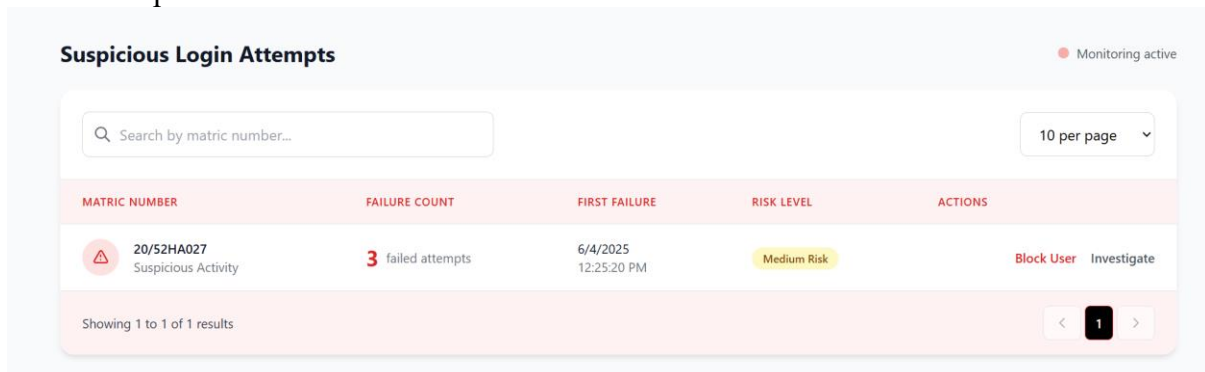 Suspicious Login Attempts
Monitoring active
Search by matric number...
10 per page
MATRIC NUMBER FAILURE COUNT FIRST FAILURE RISK LEVEL ACTIONS
20/52HA027 3 failed attempts 6/4/2025 Medium Risk Block User Investigate
Suspicious Activity 12:25:20 PM
Showing 1 to 1 of 1 results
< 1 >